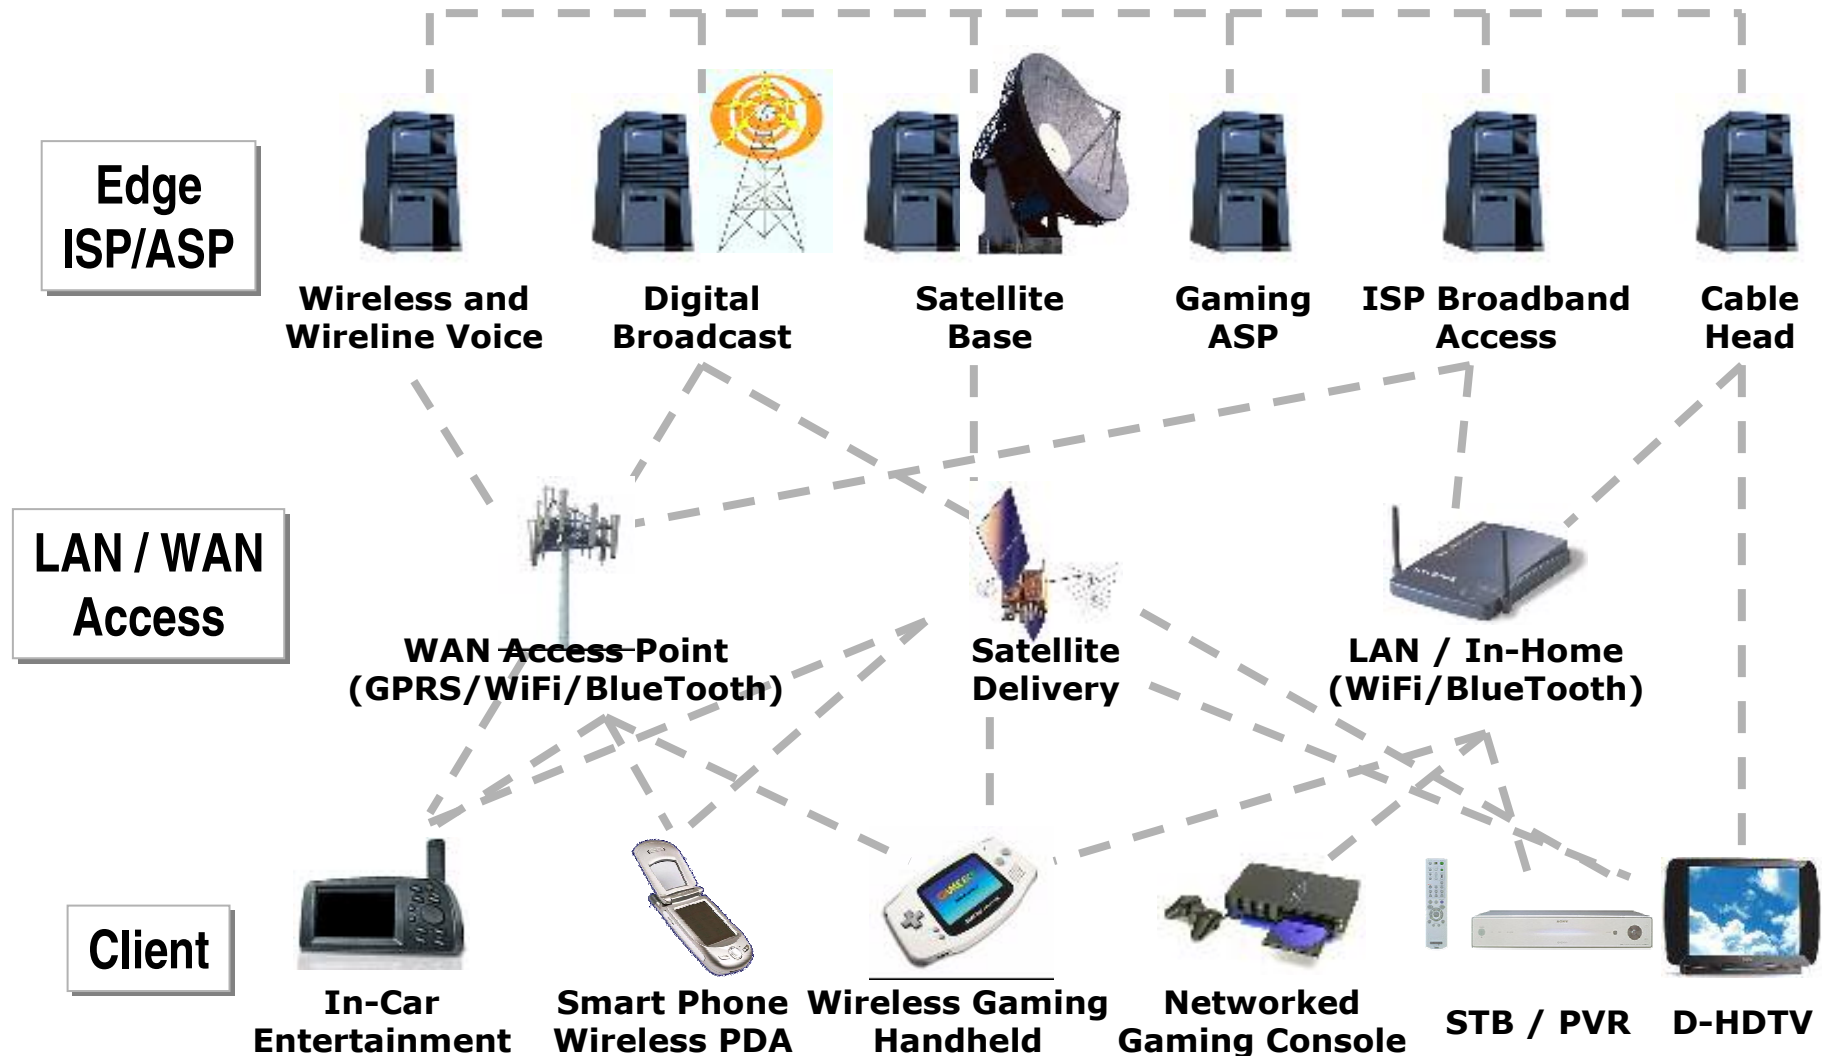 Edge
ISP/ASP
Wireless and
Wireline Voice
Digital
Broadcast
Satellite
Base
Gaming
ASP
ISP Broadband
Access
Cable
Head
LAN / WAN
Access
WAN Access Point
(GPRS/WiFi/BlueTooth)
Satellite
Delivery
LAN / In-Home
(WiFi/BlueTooth)
Client
In-Car
Entertainment
Smart Phone
Wireless PDA
Wireless Gaming
Handheld
Networked
Gaming Console
STB / PVR
D-HDTV